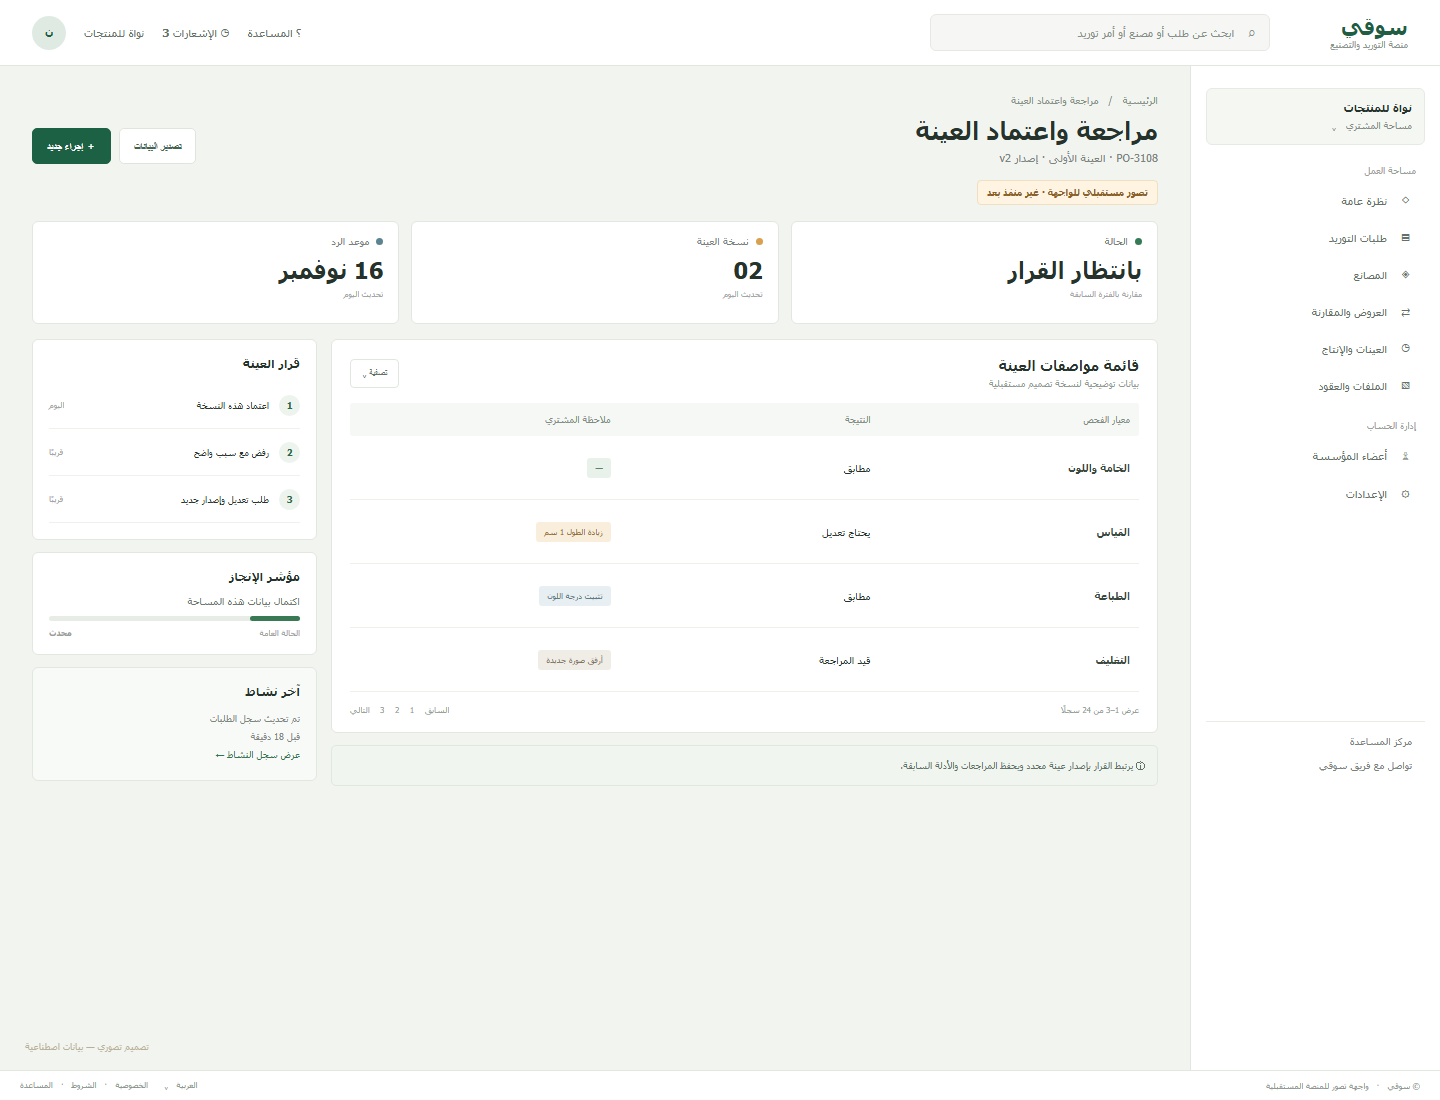 سوقي
منصة التوريد والتصنيع
ابحث عن طلب أو مصنع أو أمر توريد
؟ المساعدة
الإشعارات 3
نواة للمنتجات
ن
نواة للمنتجات
مساحة المشتري
مساحة العمل
نظرة عامة
طلبات التوريد
المصانع
العروض والمقارنة
العينات والإنتاج
الملفات والعقود
إدارة الحساب
أعضاء المؤسسة
الإعدادات
مركز المساعدة
تواصل مع فريق سوقي
الرئيسية / مراجعة واعتماد العينة
مراجعة واعتماد العينة
PO-3108 · العينة الأولى · إصدار v2
تصور مستقبلي للواجهة · غير منفذ بعد
تصدير البيانات
+ إجراء جديد
الحالة
بانتظار القرار
مقارنة بالفترة السابقة
نسخة العينة
02
تحديث اليوم
موعد الرد
16 نوفمبر
تحديث اليوم
قائمة مواصفات العينة
بيانات توضيحية لنسخة تصميم مستقبلية
تصفية
معيار الفحص النتيجة ملاحظة المشتري
الخامة واللون مطابق —
القياس يحتاج تعديل زيادة الطول 1 سم
الطباعة مطابق تثبيت درجة اللون
التغليف قيد المراجعة أرفق صورة جديدة
عرض 1–3 من 24 سجلًا
السابق 1 2 3 التالي
يرتبط القرار بإصدار عينة محدد ويحفظ المراجعات والأدلة السابقة.
قرار العينة
1 اعتماد هذه النسخة اليوم
2 رفض مع سبب واضح قريبًا
3 طلب تعديل وإصدار جديد قريبًا
مؤشر الإنجاز
اكتمال بيانات هذه المساحة
الحالة العامة محدث
آخر نشاط
تم تحديث سجل الطلبات
قبل 18 دقيقة
عرض سجل النشاط ←
تصميم تصوري — بيانات اصطناعية
© سوقي · واجهة تصور للمنصة المستقبلية
العربية
الخصوصية · الشروط · المساعدة